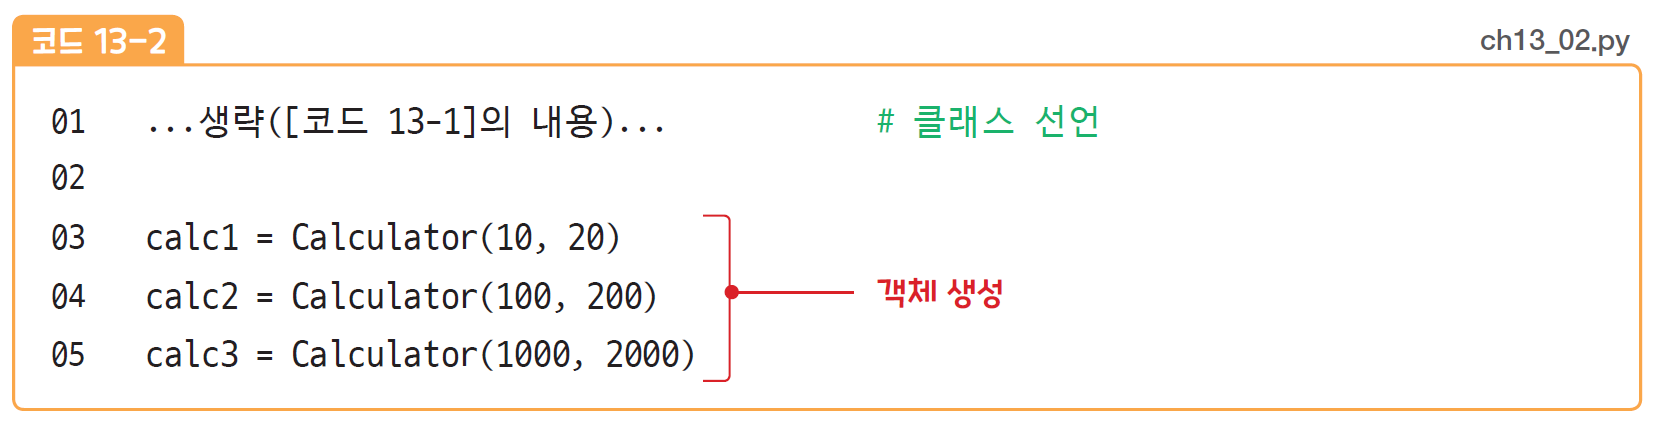 코드 13-2
ch13_02.py
01 ...생략([코드 13-1]의 내용)... # 클래스 선언
02
03 calc1 = Calculator(10, 20)
04 calc2 = Calculator(100, 200) 객체 생성
05 calc3 = Calculator(1000, 2000)